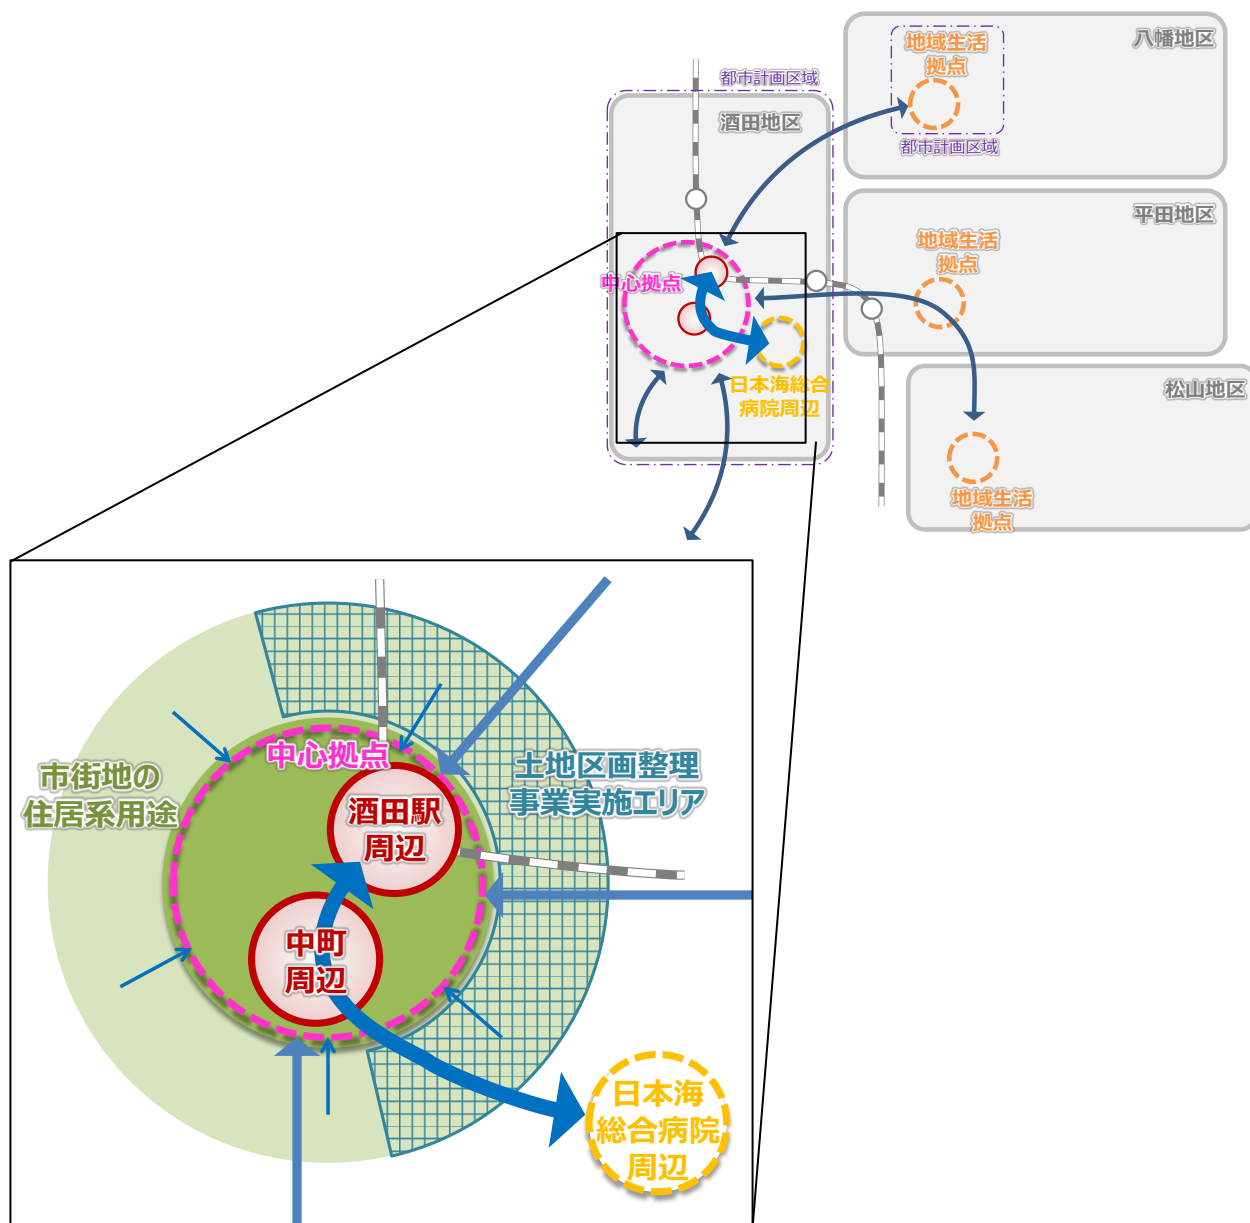 地域生活
拠点
八幡地区
都市計画区域
都市計画区域
酒田地区
平田地区
地域生活
拠点
中心拠点
日本海総合
病院周辺
松山地区
地域生活
拠点
中心拠点
市街地の
住居系用途
土地区画整理
事業実施エリア
酒田駅
周辺
中町
周辺
日本海
総合病院
周辺